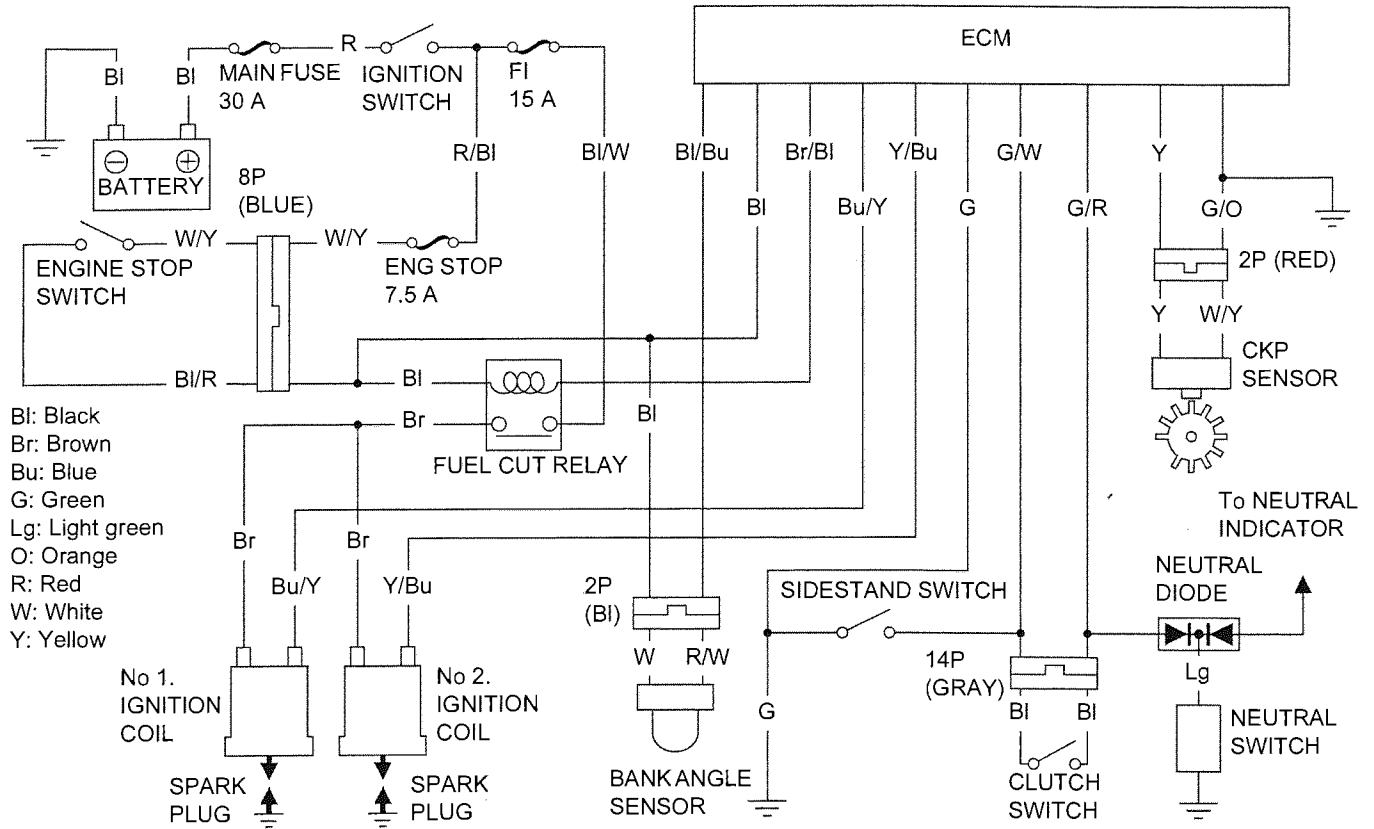 ECM
R
Bl
Bl
MAIN FUSE
30 A
IGNITION
SWITCH
FI
15 A
BATTERY
8P
(BLUE)
R/Bl
Bl/W
Bl/Bu
Br/Bl
Y/Bu
G/W
Y
Bl
Bu/Y
G
G/R
G/O
W/Y
W/Y
ENGINE STOP
SWITCH
ENG STOP
7.5 A
2P (RED)
Y
W/Y
CKP
SENSOR
Bl/R
Bl
Br
Bl
FUEL CUT RELAY
Bl: Black
Br: Brown
Bu: Blue
G: Green
Lg: Light green
O: Orange
R: Red
W: White
Y: Yellow
Br
Br
Bu/Y
Y/Bu
2P
(Bl)
SIDESTAND SWITCH
To NEUTRAL
INDICATOR
NEUTRAL
DIODE
W
R/W
14P
(GRAY)
Lg
No 1.
IGNITION
COIL
No 2.
IGNITION
COIL
G
Bl
Bl
NEUTRAL
SWITCH
SPARK
PLUG
SPARK
PLUG
BANK ANGLE
SENSOR
CLUTCH
SWITCH